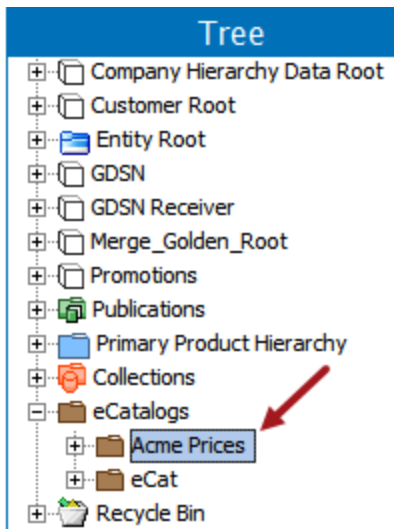 Tree
Company Hierarchy Data Root
Customer Root
Entity Root
GDSN
GDSN Receiver
Merge_Golden_Root
Promotions
Publications
Primary Product Hierarchy
Collections
eCatalogs
Acme Prices
eCat
Recycle Bin